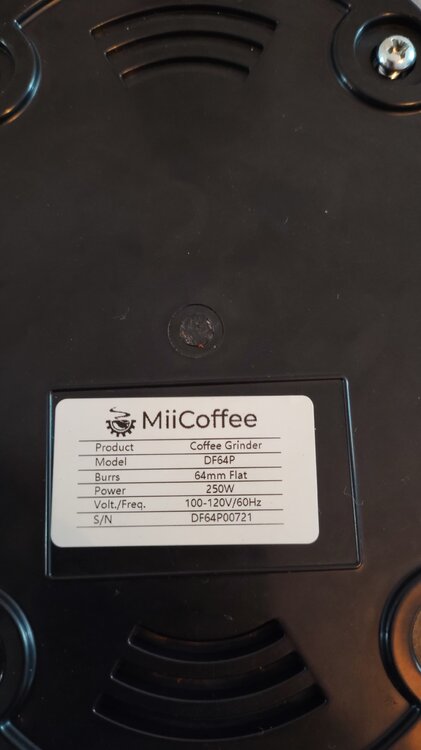 MiiCoffee
Product Coffee Grinder
Model DF64P
Burrs 64mm Flat
Power 250W
Volt./Freq. 100-120V/60Hz
S/N DF64P00721